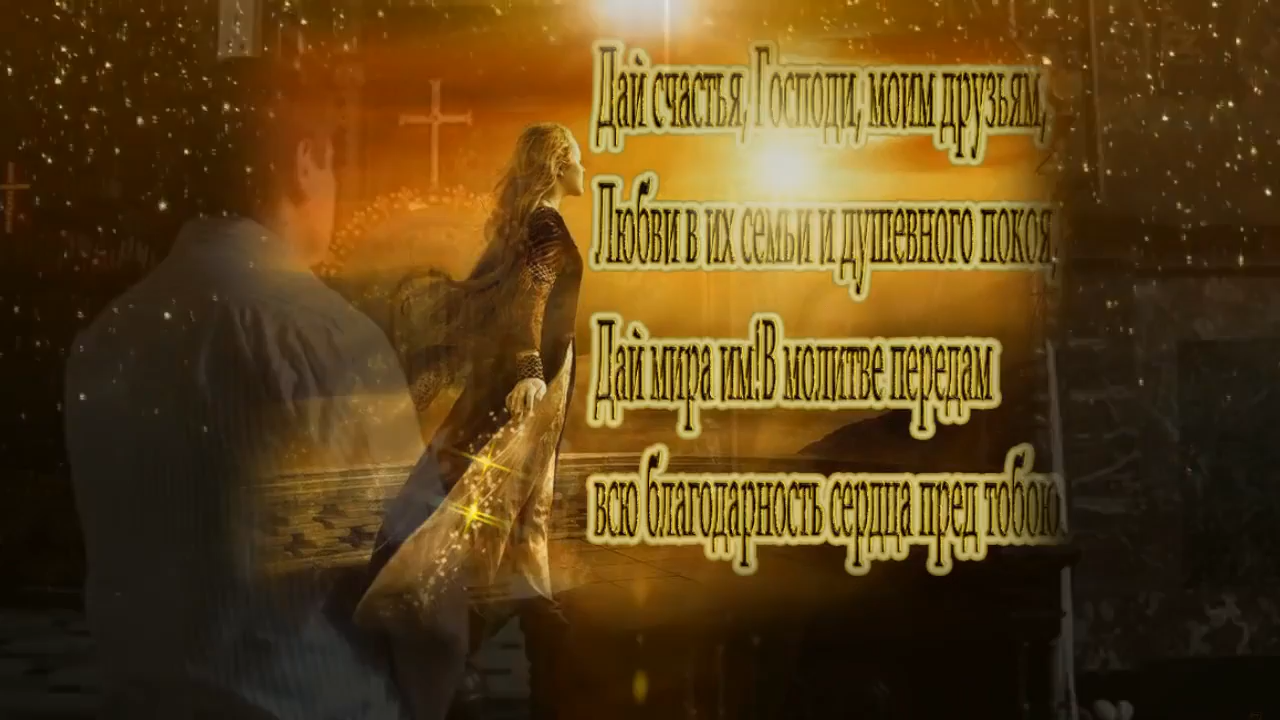 Дай счастья, Господи, моим друзьям,
Любви в их семьи и душевного покоя,
Дай мира им!В молитве передам
всю благодарность сердца пред тобою